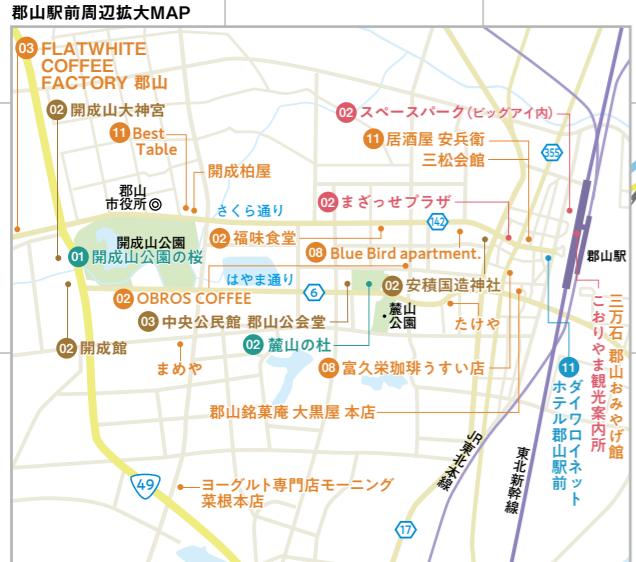 郡山駅前周辺拡大MAP
03 FLATWHITE
COFFEE
FACTORY 郡山
02 開成山大神宮
11 Best
Table
02 スペースパーク(ビッグアイ内)
11 居酒屋 安兵衛
三松会館
355
開成柏屋
郡山
市役所
さくら通り
02 まざっせプラザ
142
開成山公園
01 開成山公園の桜
02 福味食堂
08 Blue Bird apartment.
郡山駅
はやま通り
02 OBROS COFFEE
6
02 安積国造神社
03 中央公民館 郡山公会堂
麓山
公園
たけや
02 開成館
まめや
02 麓山の杜
08 富久栄珈琲うすい店
11 ダイワロイネット
ホテル郡山駅前
こおりやま観光案内所
三万石 郡山おみやげ館
郡山銘菓庵 大黒屋 本店
JR東北本線
東北新幹線
49
ヨーグルト専門店モーニング
菜根本店
17